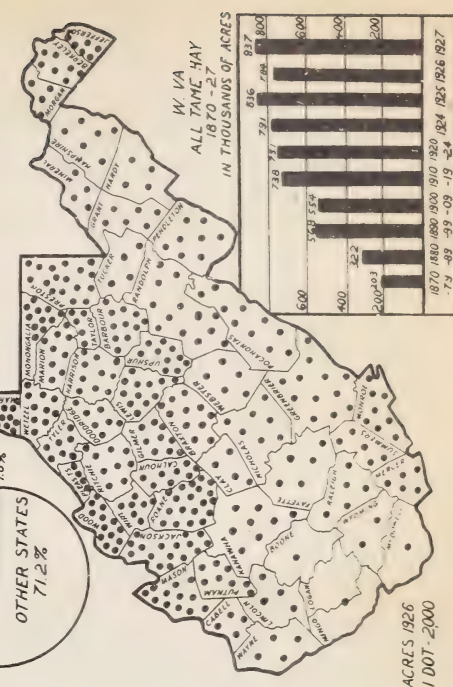 OTHER STATES
71.2%
W. VA
ALL TAME HAY
1870-27
IN THOUSANDS OF ACRES
WETZEL
MONONGALIA
MARION
PRESTON
TYLER
PLEASTS
WOOD
RITCHIE
DODDRIDGE
HARRISON
TAYLOR
BARBOUR
TUCKER
GRANT
MINERAL
HAMPSHIRE
HARDY
MORGAN
BERKELEY
JEFFERSON
WIRT
CALHOUN
GILMER
LEWIS
UPSHUR
RANDOLPH
PENDLETON
JACKSON
ROANE
BRAXTON
WEBSTER
POCAHONTAS
MASON
PUTNAM
KANAWHA
CLAY
NICHOLAS
GREENBRIER
CABELL
LINCOLN
BOONE
FAYETTE
WAYNE
LOGAN
RALEIGH
SUMMERS
MONROE
MINGO
WYOMING
MERCER
M°DOWELL
ACRES 1926
1 DOT-2,000
800
600
400
200
203
322
568
554
738
791
836
784
837
600
400
200
1870 1880 1890 1900 1910 1920 1924 1925 1926 1927
-79 -89 -99 -09 -19 -24